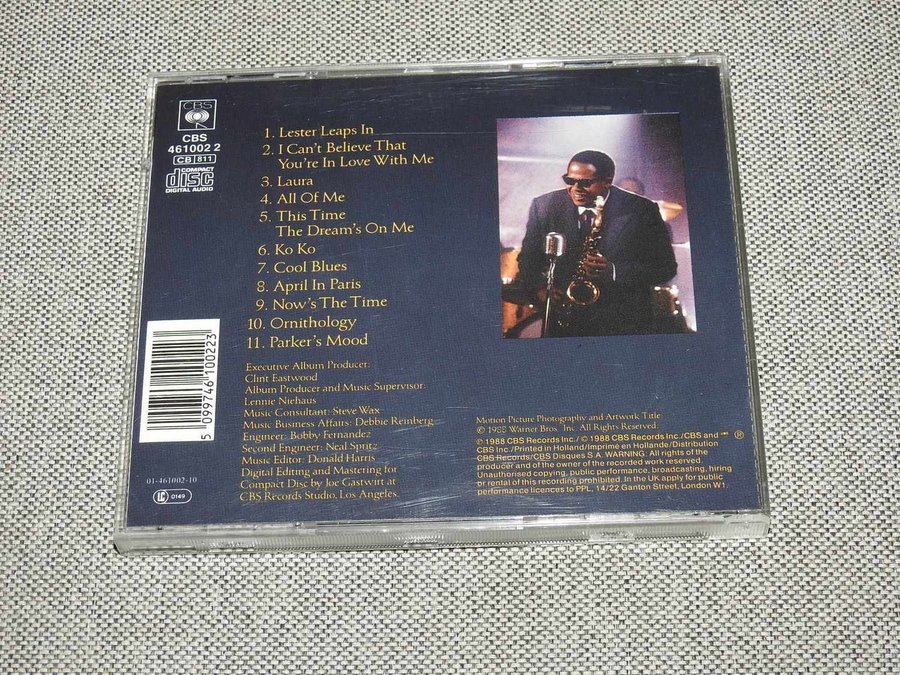 CBS
CBS
461002 2
CB 811
COMPACT
disc
DIGITAL AUDIO
1. Lester Leaps In
2. I Can't Believe That
You're In Love With Me
3. Laura
4. All Of Me
5. This Time
The Dream's On Me
6. Ko Ko
7. Cool Blues
8. April In Paris
9. Now's The Time
10. Ornithology
11. Parker's Mood
5 099746 100223
Executive Album Producer:
Clint Eastwood
Album Producer and Music Supervisor:
Lennie Niehaus
Music Consultant: Steve Wax
Music Business Affairs: Debbie Reinberg
Engineer: Bobby Fernandez
Second Engineer: Neal Spritz
Music Editor: Donald Harris
Digital Editing and Mastering for
Compact Disc by Joe Gastwirt at
CBS Records Studio, Los Angeles.
01-461002-10
LC 0149
Motion Picture Photography and Artwork Title:
© 1988 Warner Bros. Inc. All Rights Reserved.
℗ 1988 CBS Records Inc./ © 1988 CBS Records Inc./CBS and ®
CBS Inc./Printed in Holland/Imprimé en Hollande/Distribution
CBS Records/CBS Disques S.A. WARNING: All rights of the
producer and of the owner of the recorded work reserved.
Unauthorised copying, public performance, broadcasting, hiring
or rental of this recording prohibited. In the UK apply for public
performance licences to PPL, 14/22 Ganton Street, London W1.